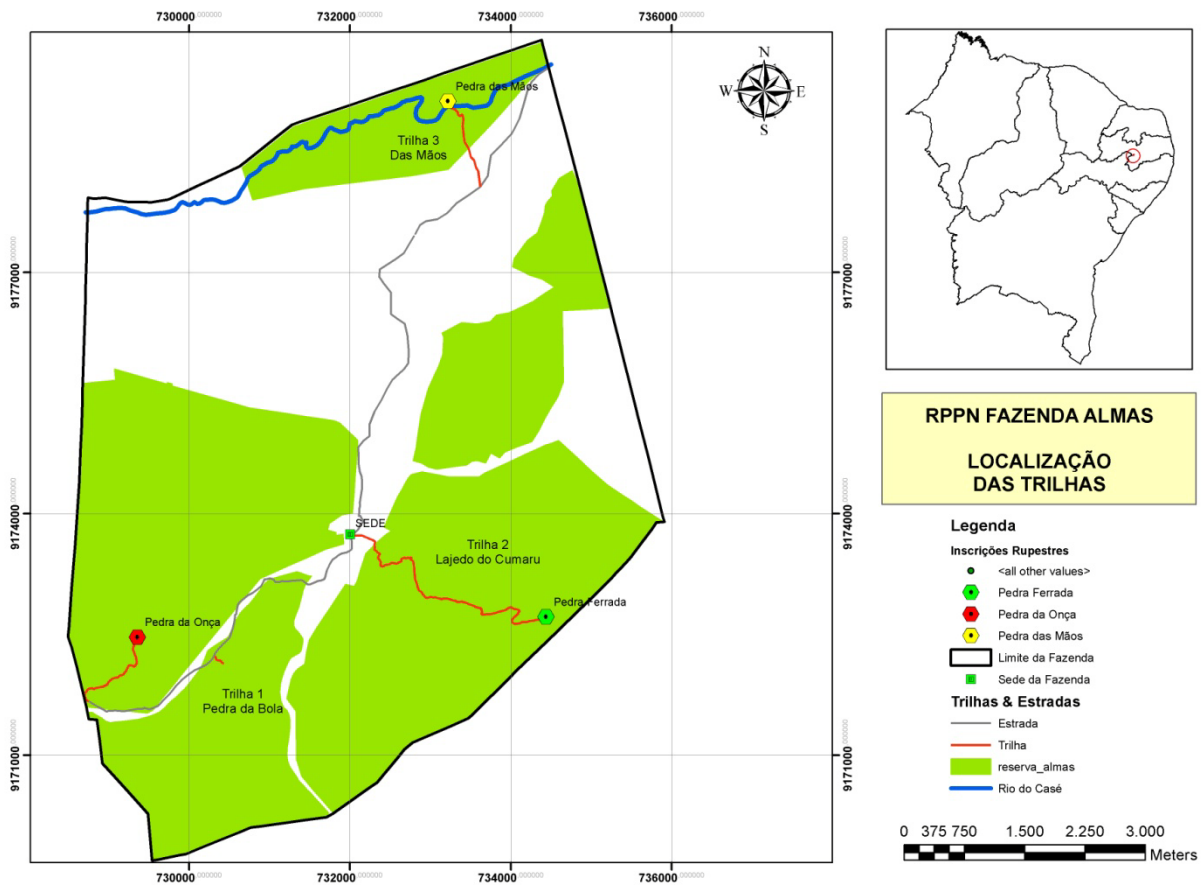 730000.000000
732000.000000
734000.000000
736000.000000
9177000.000000
9177000.000000
9174000.000000
9174000.000000
9171000.000000
9171000.000000
N
W
E
S
Pedra das Mãos
Trilha 3
Das Mãos
SEDE
Trilha 2
Lajedo do Cumaru
Pedra Ferrada
Pedra da Onça
Trilha 1
Pedra da Bola
730000.000000
732000.000000
734000.000000
736000.000000
RPPN FAZENDA ALMAS
LOCALIZAÇÃO
DAS TRILHAS
Legenda
Inscrições Rupestres
<all other values>
Pedra Ferrada
Pedra da Onça
Pedra das Mãos
Limite da Fazenda
Sede da Fazenda
Trilhas & Estradas
Estrada
Trilha
reserva_almas
Rio do Casé
0 375 750 1.500 2.250 3.000
Meters